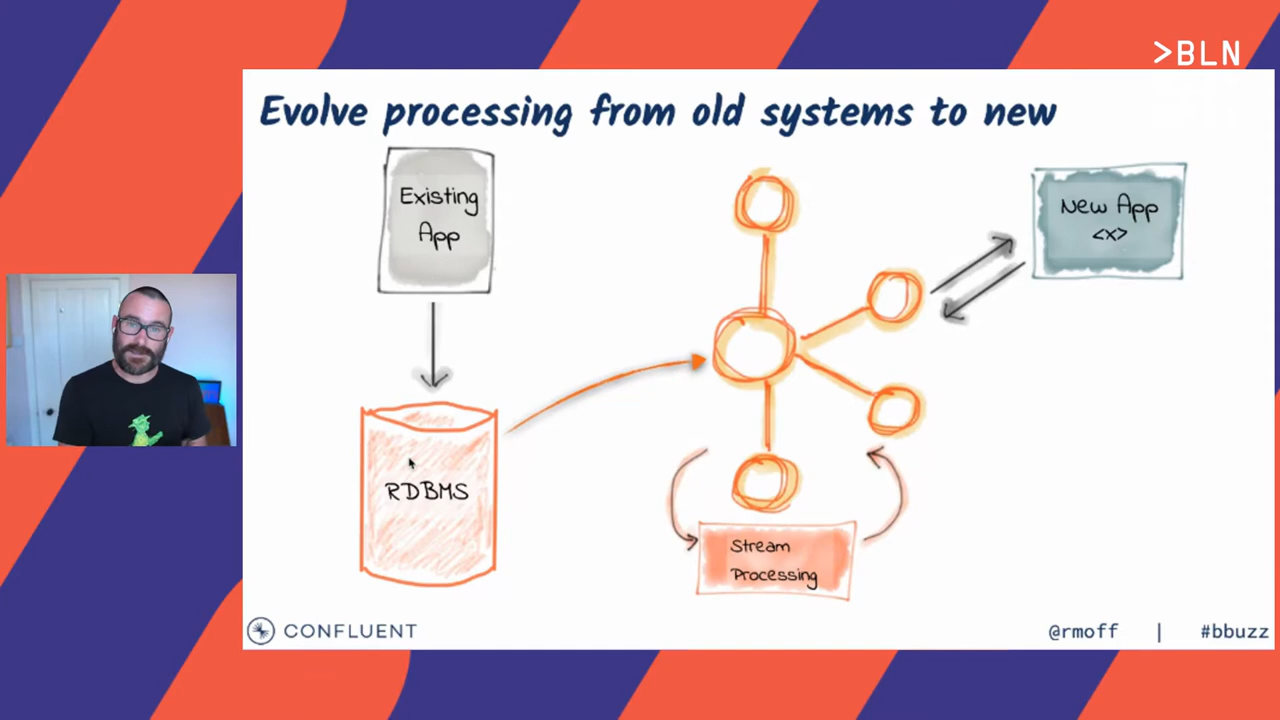 >BLN
Evolve processing from old systems to new
Existing
App
New App
<x>
RDBMS
Stream
Processing
CONFLUENT
@rmoff | #bbuzz